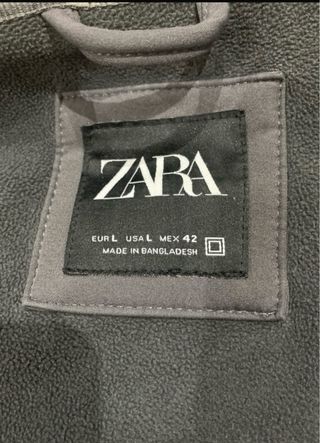 ZARA
EUR L USA L MEX 42
MADE IN BANGLADESH